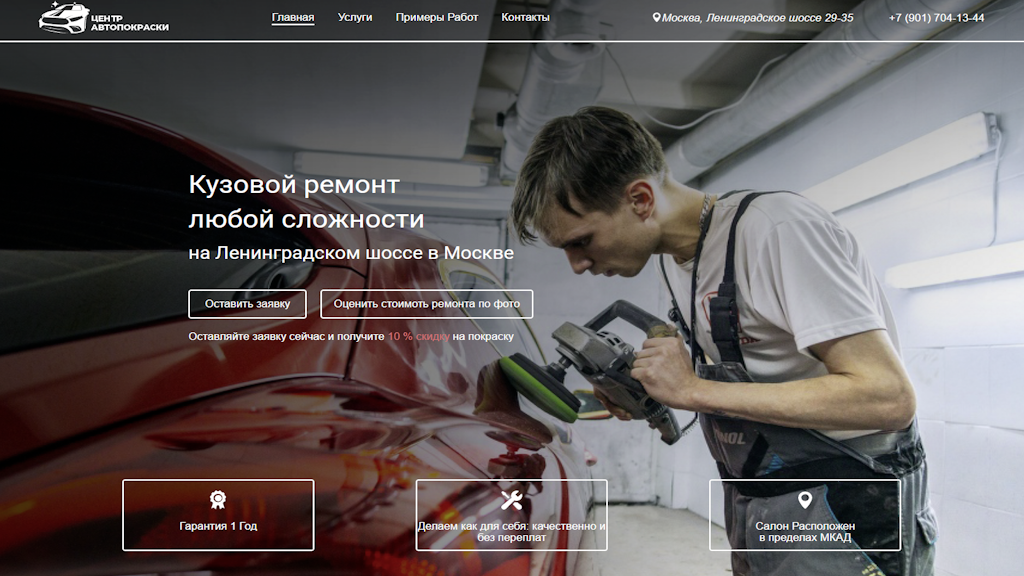 ЦЕНТР
АВТОПОКРАСКИ
Главная Услуги Примеры Работ Контакты
Москва, Ленинградское шоссе 29-35
+7 (901) 704-13-44
Кузовой ремонт
любой сложности
на Ленинградском шоссе в Москве
Оставить заявку
Оценить стоимоть ремонта по фото
Оставляйте заявку сейчас и получите 10 % скидку на покраску
Гарантия 1 Год
Делаем как для себя: качественно и
без переплат
Салон Расположен
в пределах МКАД